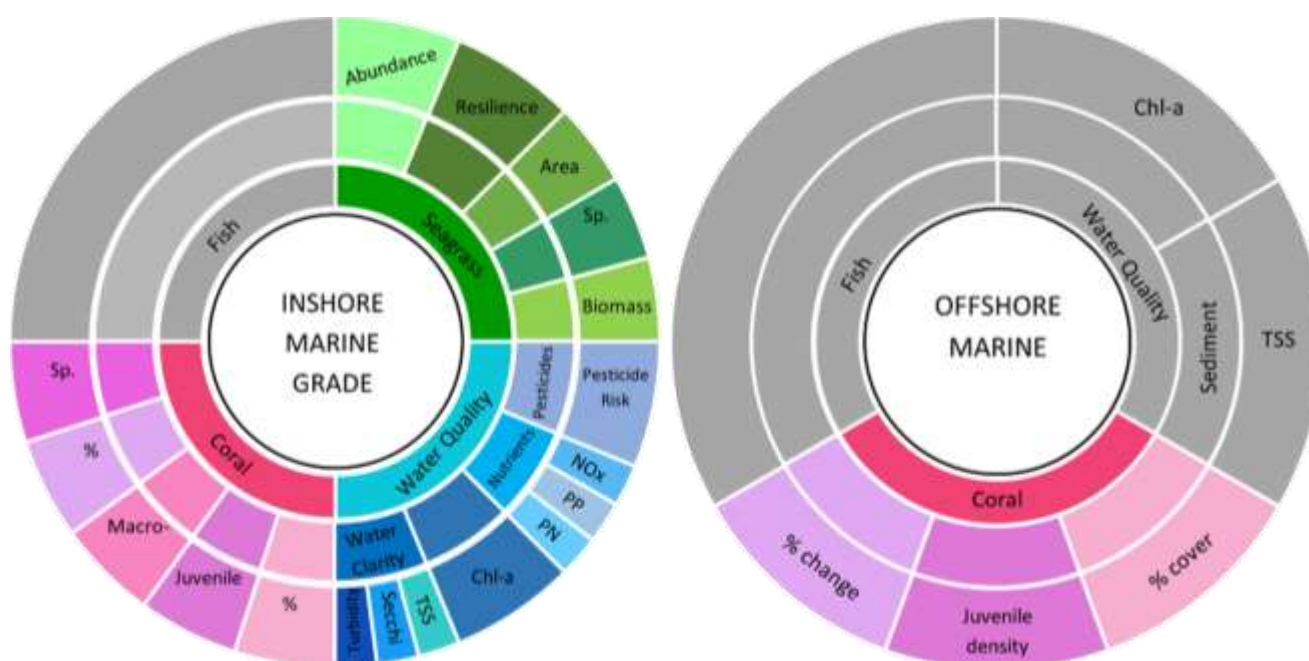 Abundance
Resilience
Area
Sp.
Biomass
Seagrass
Fish
INSHORE
MARINE
GRADE
Sp.
%
Macro-
Juvenile
%
Coral
Water Quality
Pesticides
Pesticide
Risk
Nutrients
NOx
PP
PN
Chl-a
Water
Clarity
TSS
Secchi
Turbidity
Chl-a
Fish
Water Quality
Sediment
TSS
OFFSHORE
MARINE
Coral
% change
Juvenile
density
% cover